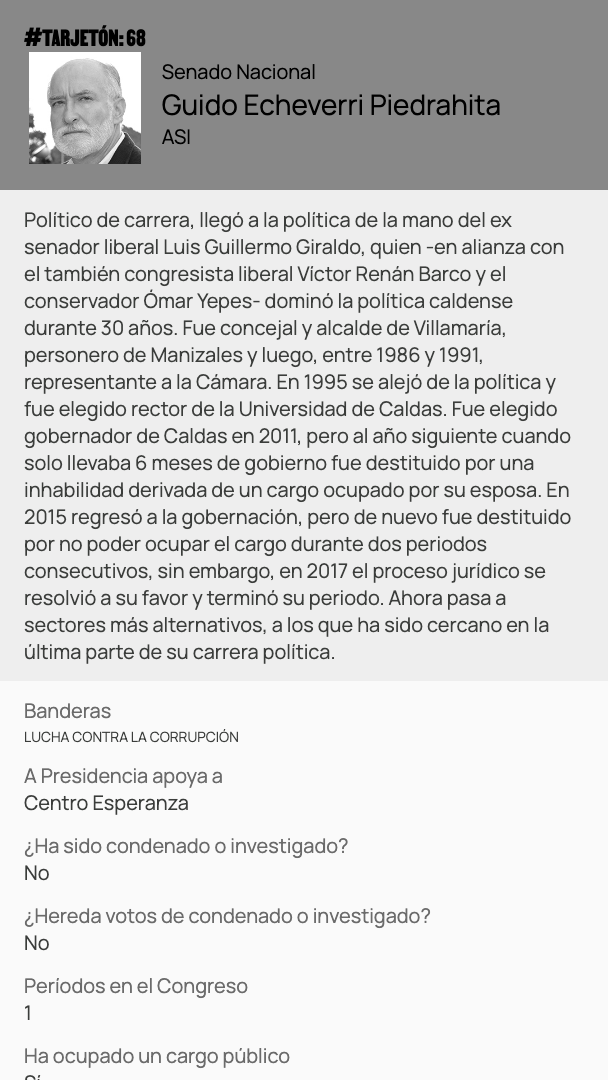 #TARJETÓN: 68
Senado Nacional
Guido Echeverri Piedrahita
ASI
Político de carrera, llegó a la política de la mano del ex
senador liberal Luis Guillermo Giraldo, quien -en alianza con
el también congresista liberal Víctor Renán Barco y el
conservador Ómar Yepes- dominó la política caldense
durante 30 años. Fue concejal y alcalde de Villamaría,
personero de Manizales y luego, entre 1986 y 1991,
representante a la Cámara. En 1995 se alejó de la política y
fue elegido rector de la Universidad de Caldas. Fue elegido
gobernador de Caldas en 2011, pero al año siguiente cuando
solo llevaba 6 meses de gobierno fue destituido por una
inhabilidad derivada de un cargo ocupado por su esposa. En
2015 regresó a la gobernación, pero de nuevo fue destituido
por no poder ocupar el cargo durante dos periodos
consecutivos, sin embargo, en 2017 el proceso jurídico se
resolvió a su favor y terminó su periodo. Ahora pasa a
sectores más alternativos, a los que ha sido cercano en la
última parte de su carrera política.
Banderas
LUCHA CONTRA LA CORRUPCIÓN
A Presidencia apoya a
Centro Esperanza
¿Ha sido condenado o investigado?
No
¿Hereda votos de condenado o investigado?
No
Períodos en el Congreso
1
Ha ocupado un cargo público